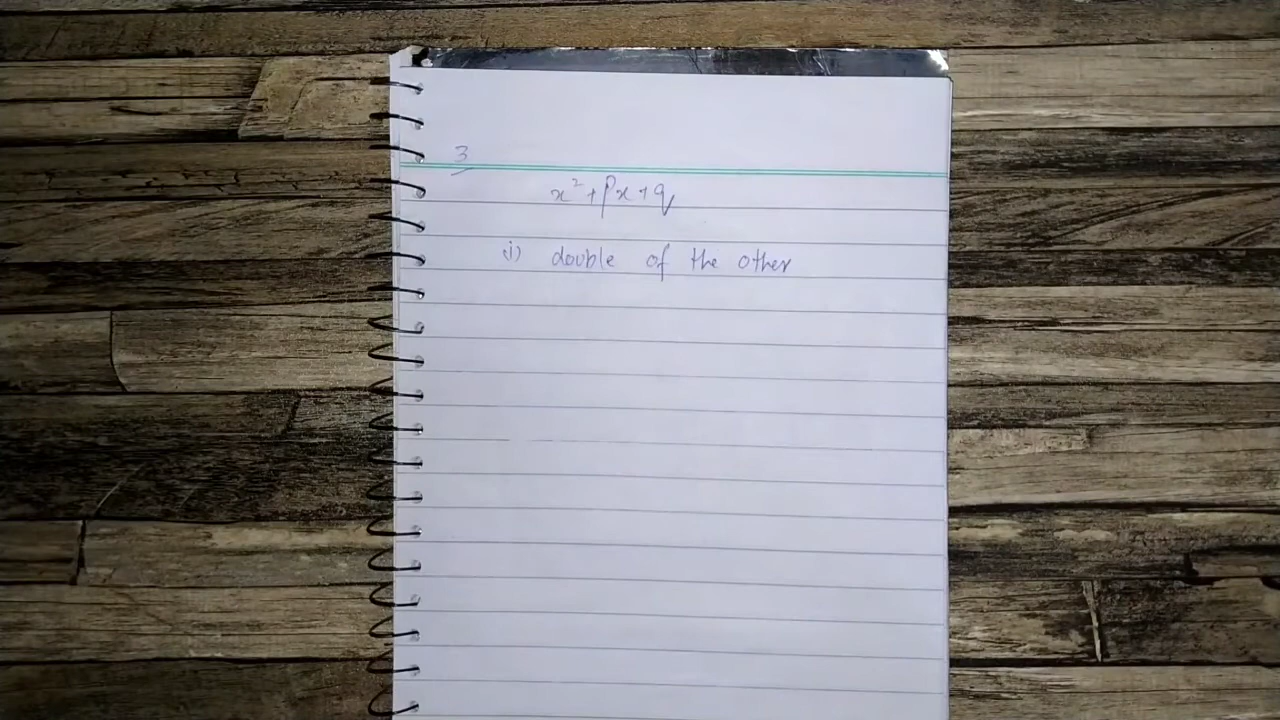 3
x² + px + q
i) double of the other